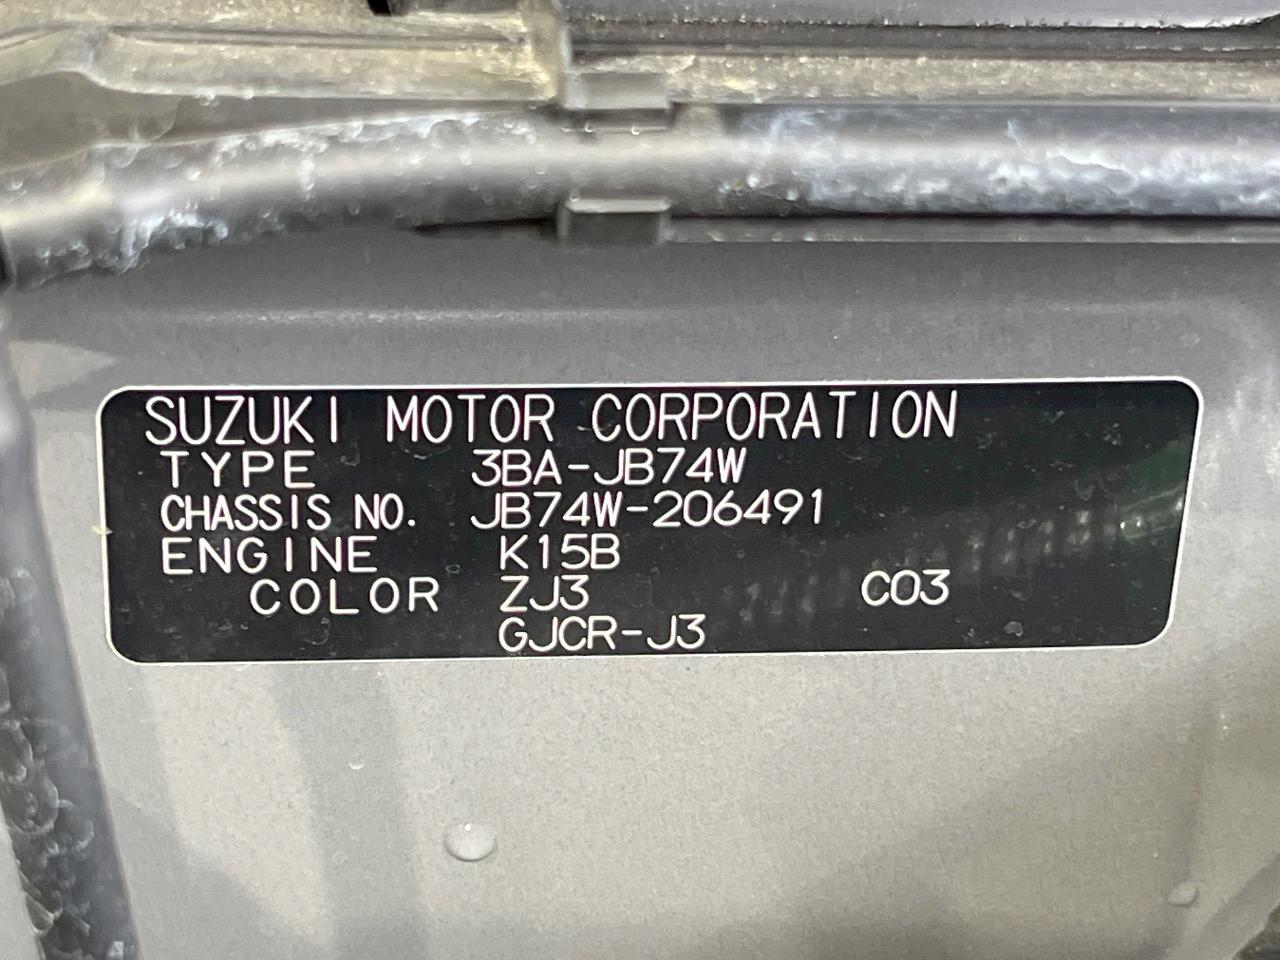 SUZUKI MOTOR CORPORATION
TYPE 3BA-JB74W
CHASSIS NO. JB74W-206491
ENGINE K15B
COLOR ZJ3 C03
GJCR-J3